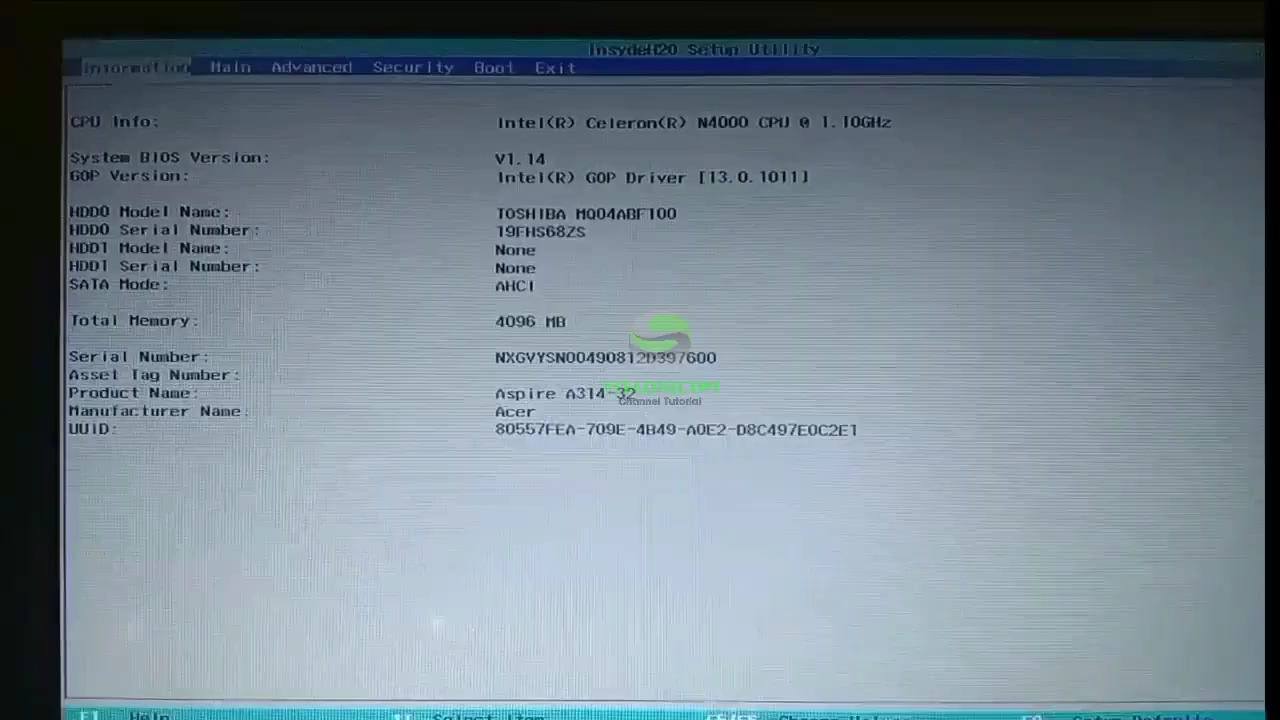 InsydeH20 Setup Utility
Information Main Advanced Security Boot Exit
CPU Info: Intel(R) Celeron(R) N4000 CPU @ 1.10GHz
System BIOS Version: V1.14
GOP Version: Intel(R) GOP Driver [13.0.1011]
HDD0 Model Name: TOSHIBA MQ04ABF100
HDD0 Serial Number: 19FHS68ZS
HDD1 Model Name: None
HDD1 Serial Number: None
SATA Mode: AHCI
Total Memory: 4096 MB
Serial Number: NXGVYSN00490812D397600
Asset Tag Number:
Product Name: Aspire A314-32
Channel Tutorial
Manufacturer Name: Acer
UUID: 80557FEA-709E-4B49-A0E2-D8C497E0C2E1
F1 Help Select Item